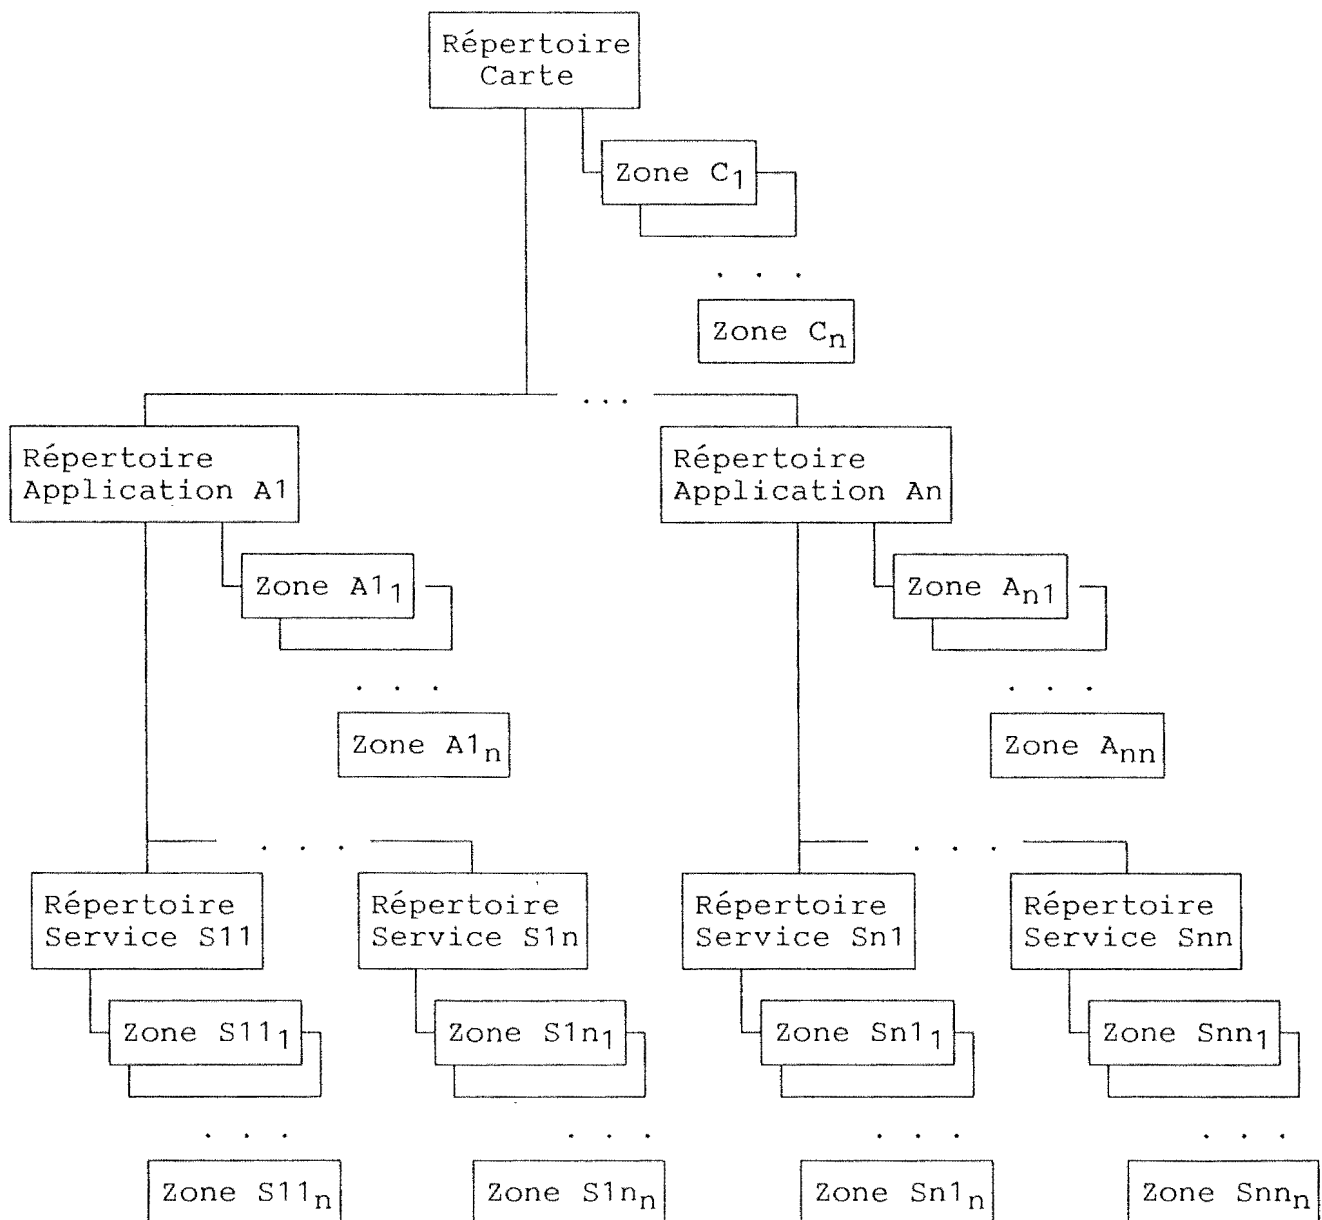 Répertoire
Carte
Zone C1
. . .
Zone Cn
. . .
Répertoire
Application A1
Répertoire
Application An
Zone A11
Zone An1
. . .
. . .
Zone A1n
Zone Ann
. . .
. . .
Répertoire
Service S11
Répertoire
Service S1n
Répertoire
Service Sn1
Répertoire
Service Snn
Zone S111
Zone S1n1
Zone Sn11
Zone Snn1
. . .
. . .
. . .
. . .
Zone S11n
Zone S1nn
Zone Sn1n
Zone Snnn